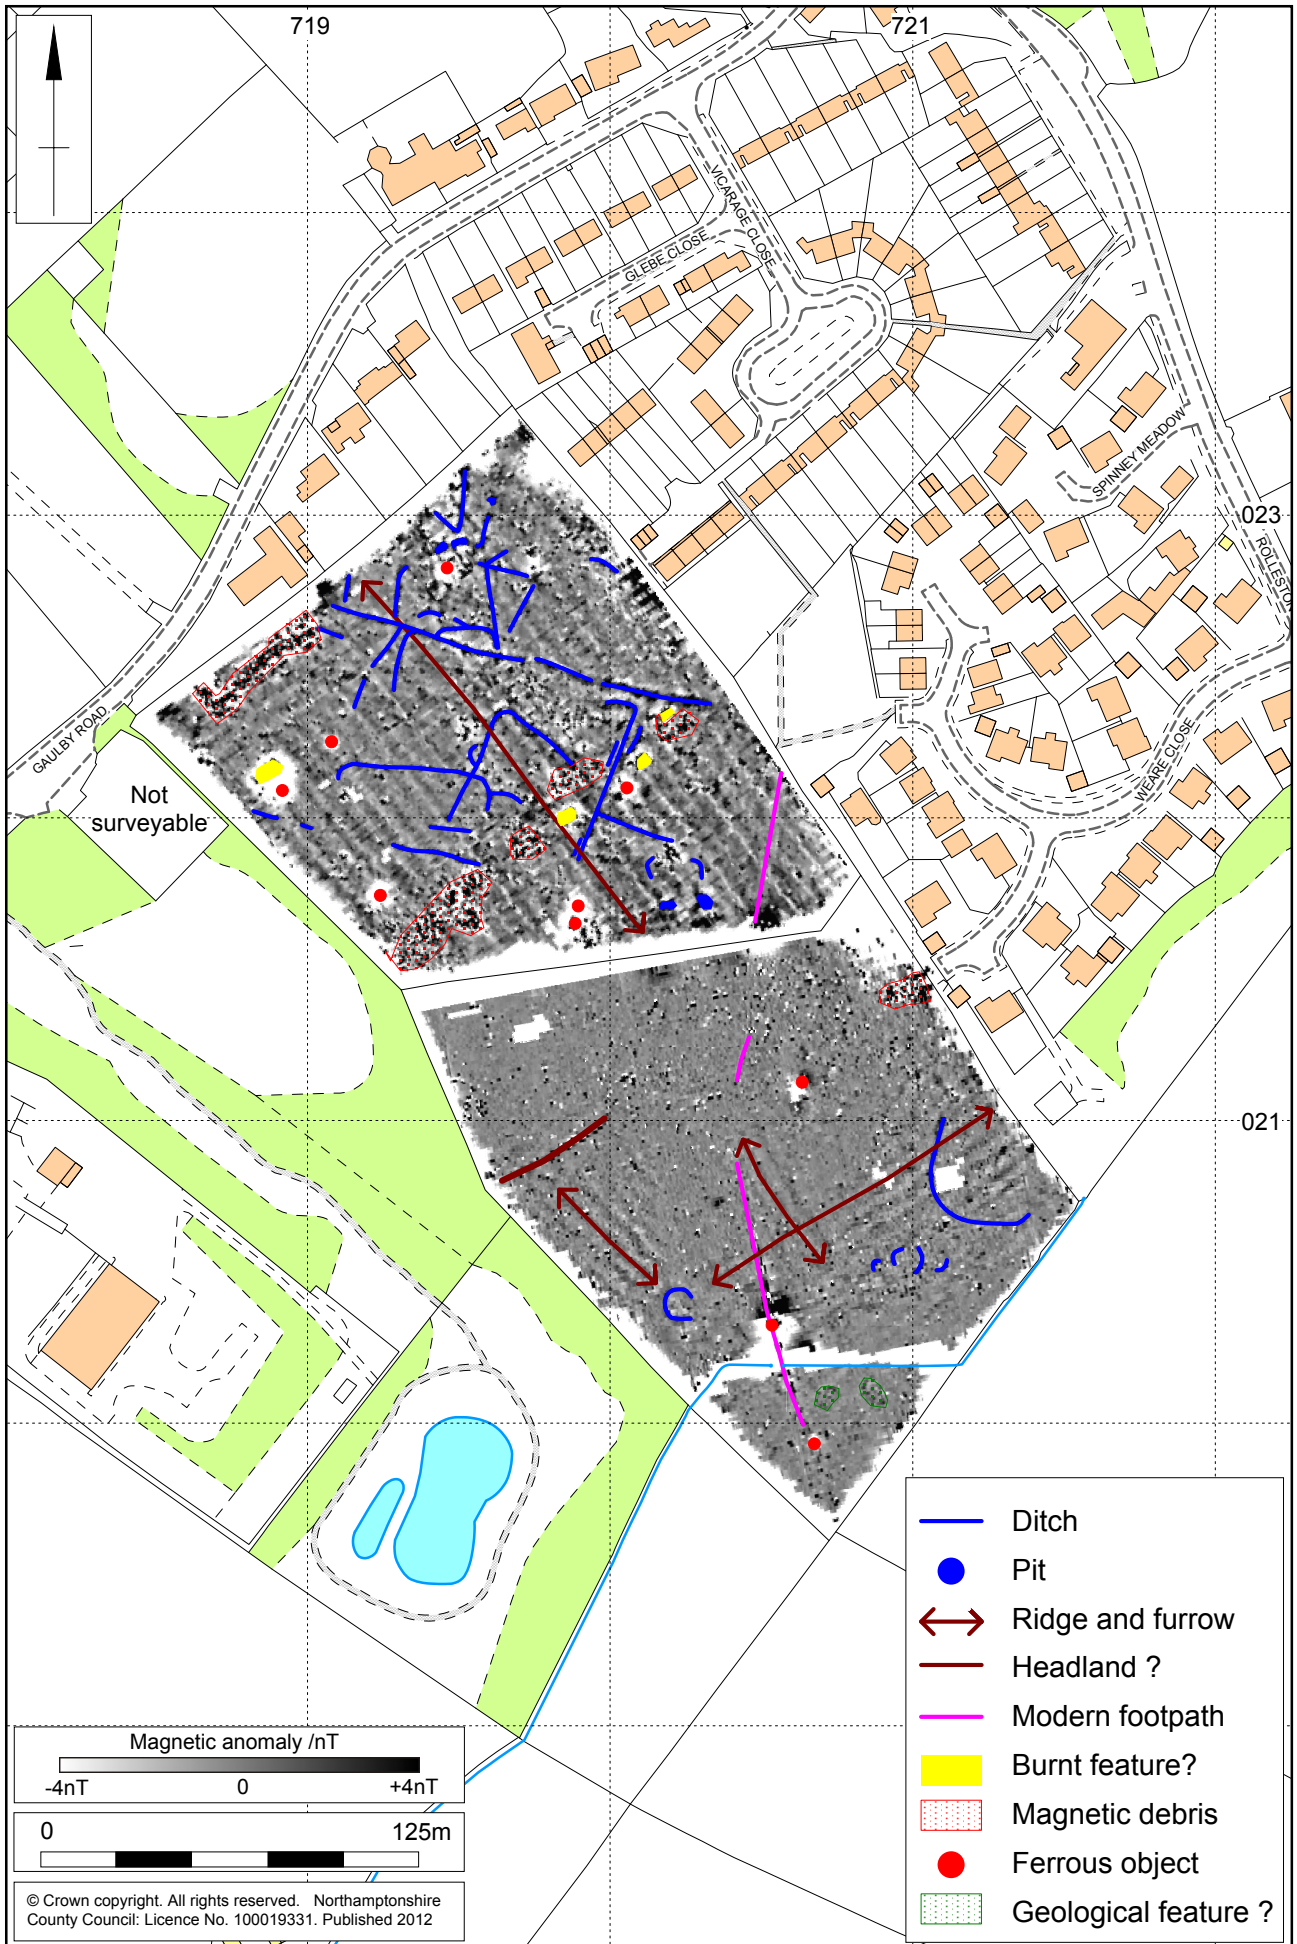 719
721
VICARAGE CLOSE
GLEBE CLOSE
SPINNEY MEADOW
023
ROLLESTON
GAULBY ROAD
WEARE CLOSE
Not
surveyable
021
Ditch
Pit
Ridge and furrow
Headland ?
Modern footpath
Burnt feature?
Magnetic debris
Ferrous object
Geological feature ?
Magnetic anomaly /nT
-4nT 0 +4nT
0 125m
© Crown copyright. All rights reserved. Northamptonshire
County Council: Licence No. 100019331. Published 2012